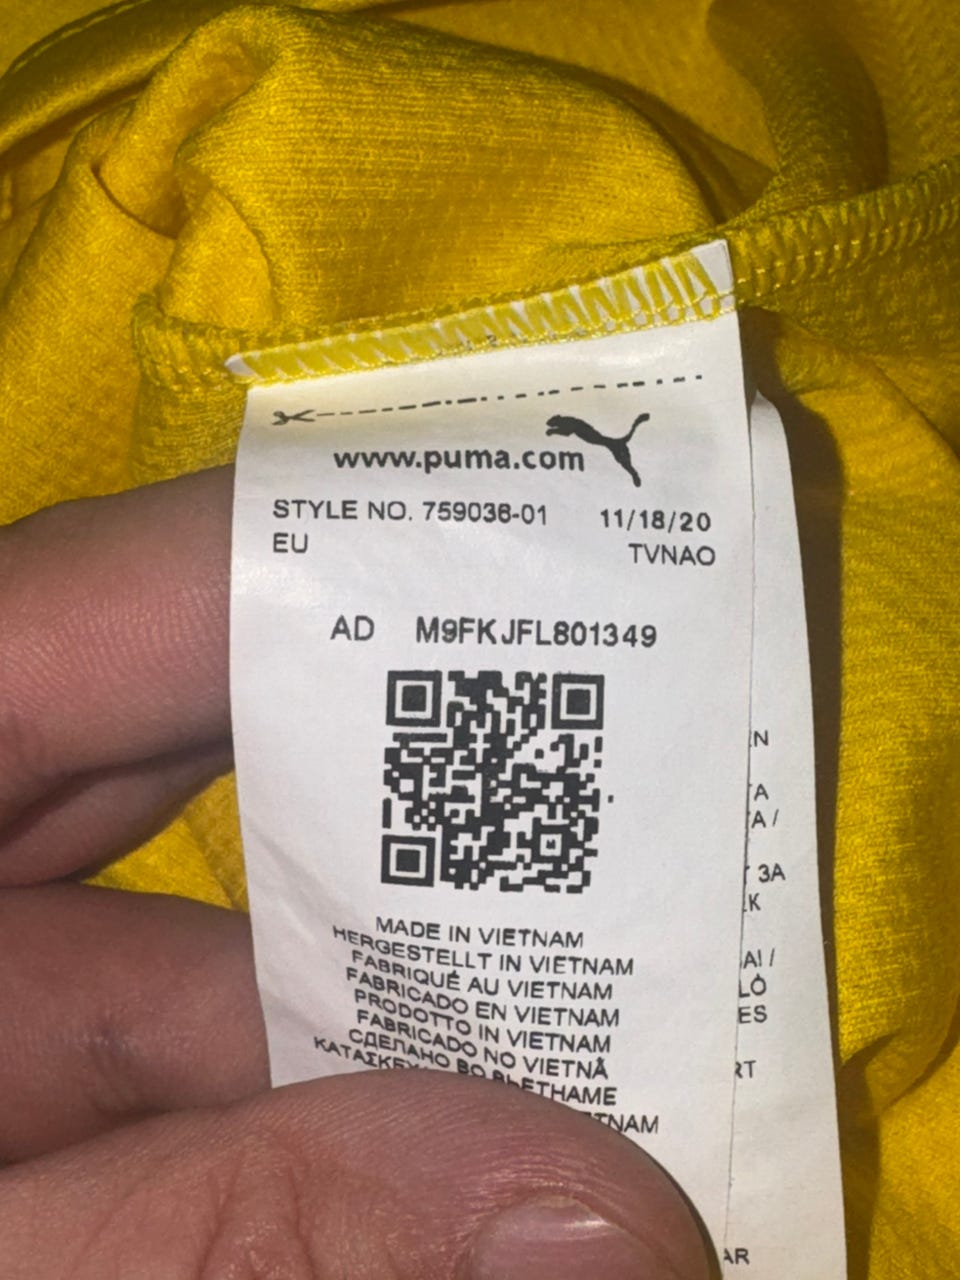 www.puma.com
STYLE NO. 759036-01 11/18/20
EU TVNAO
AD M9FKJFL801349
MADE IN VIETNAM
HERGESTELLT IN VIETNAM
FABRIQUÉ AU VIETNAM
FABRICADO EN VIETNAM
PRODOTTO IN VIETNAM
FABRICADO NO VIETNÃ
СДЕЛАНО ВО ВЬЕТНАМЕ